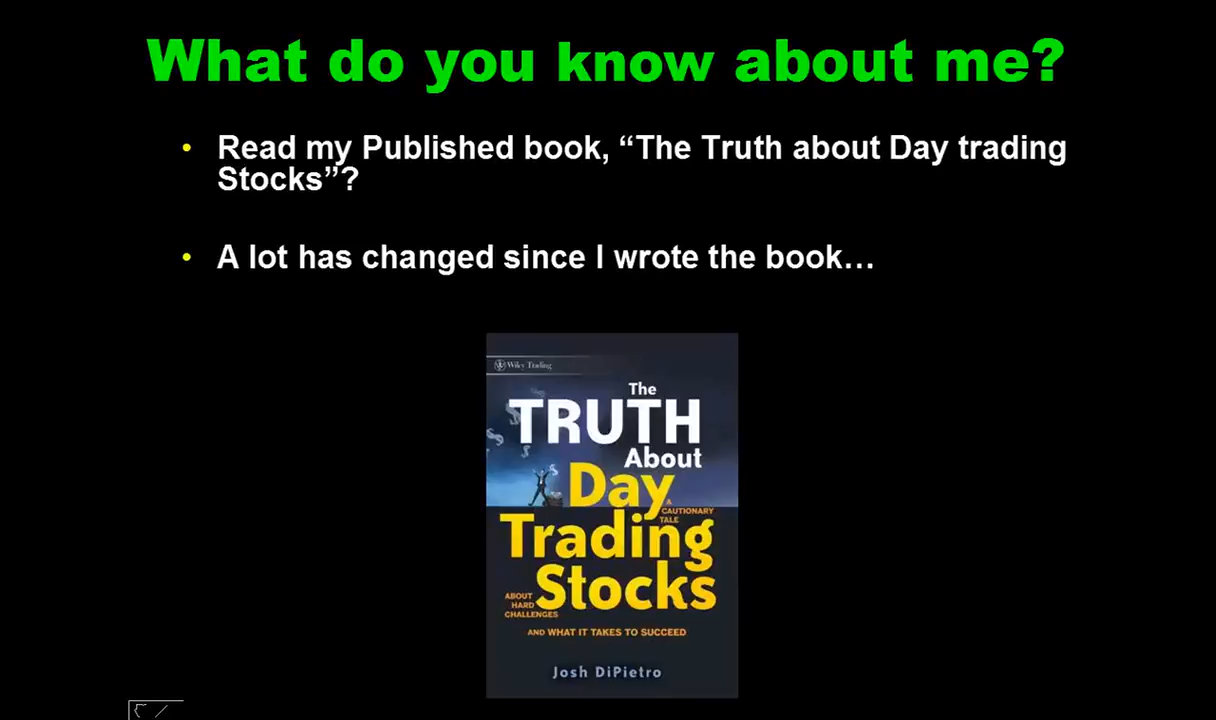 What do you know about me?
• Read my Published book, “The Truth about Day trading
Stocks”?
• A lot has changed since I wrote the book…
Wiley Trading
The
TRUTH
About
Day
A
CAUTIONARY
TALE
Trading
Stocks
ABOUT
HARD
CHALLENGES
AND WHAT IT TAKES TO SUCCEED
Josh DiPietro